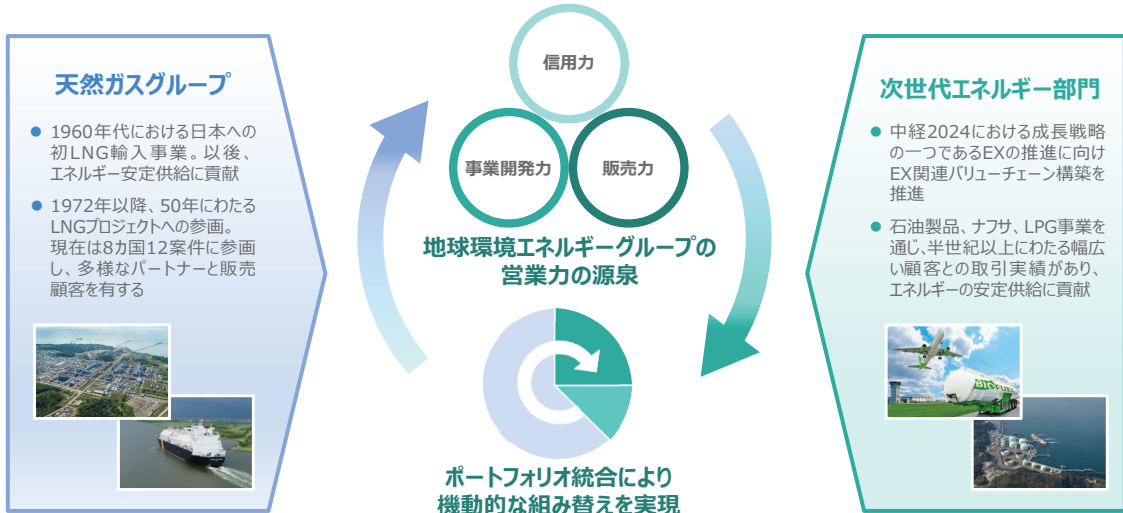 天然ガスグループ
● 1960年代における日本への
初LNG輸入事業。以後、
エネルギー安定供給に貢献
● 1972年以降、50年にわたる
LNGプロジェクトへの参画。
現在は8カ国12案件に参画
し、多様なパートナーと販売
顧客を有する
信用力
事業開発力
販売力
地球環境エネルギーグループの
営業力の源泉
ポートフォリオ統合により
機動的な組み替えを実現
次世代エネルギー部門
● 中経2024における成長戦略
の一つであるEXの推進に向け
EX関連バリューチェーン構築を
推進
● 石油製品、ナフサ、LPG事業を
通じ、半世紀以上にわたる幅広
い顧客との取引実績があり、
エネルギーの安定供給に貢献
BIO FUEL